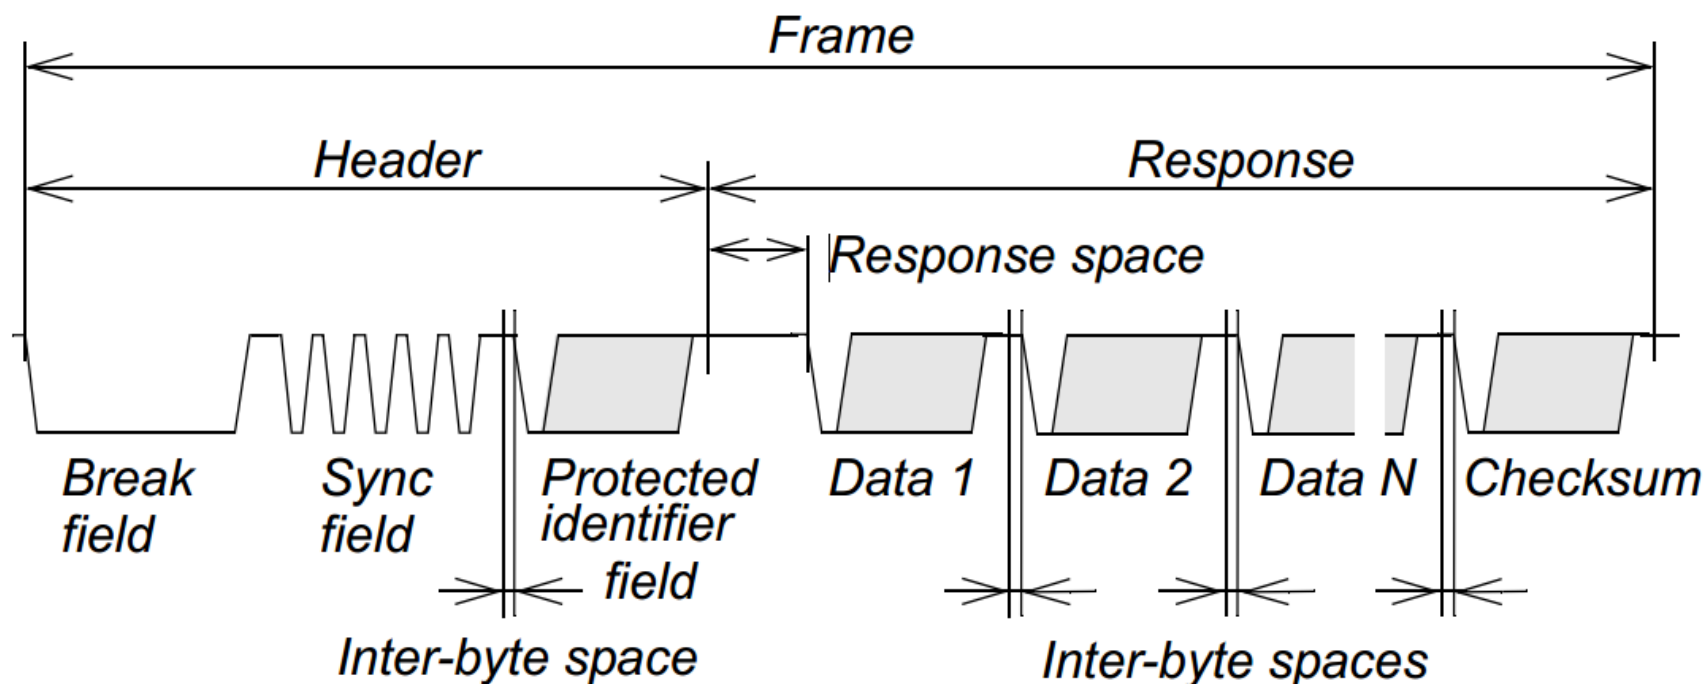 Frame
Header
Response
Response space
Break
field
Sync
field
Protected
identifier
field
Data 1
Data 2
Data N
Checksum
Inter-byte space
Inter-byte spaces